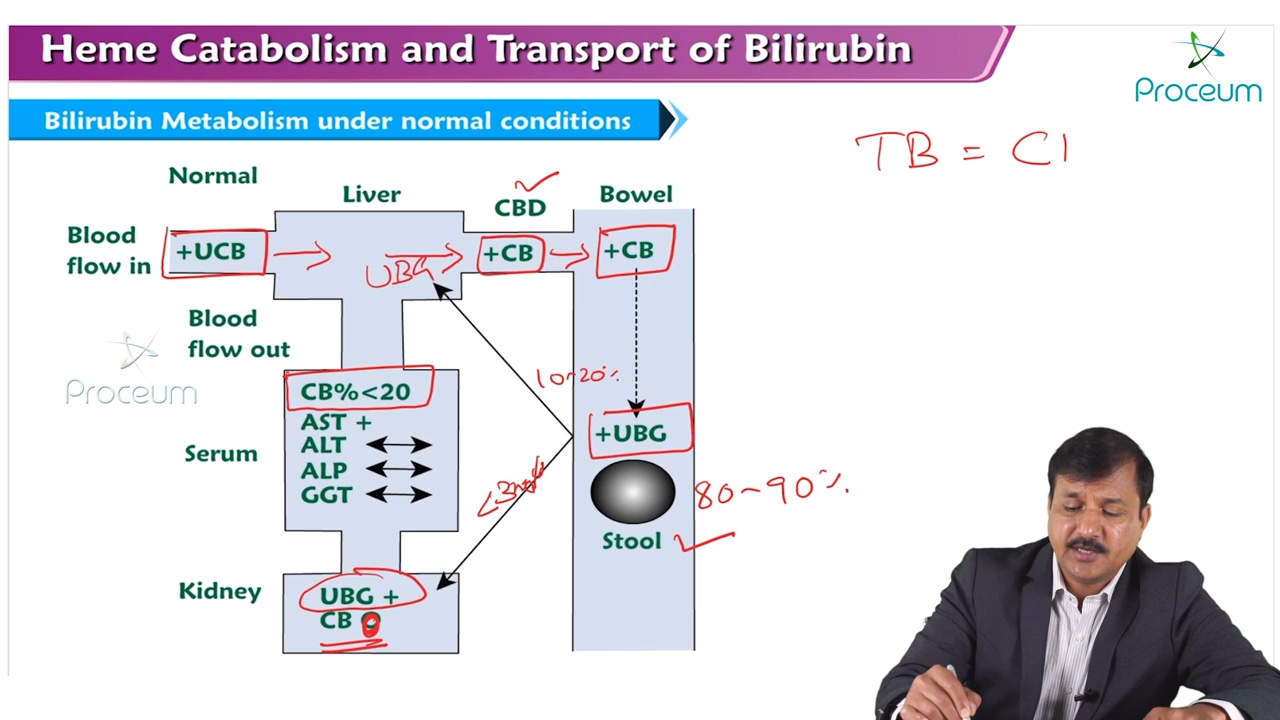 Heme Catabolism and Transport of Bilirubin
Proceum
Bilirubin Metabolism under normal conditions
TB = C
Normal
Liver
CBD
Bowel
Blood
flow in
+UCB
UBG
+CB
+CB
Blood
flow out
Proceum
10-20%
CB%<20
AST +
ALT
ALP
GGT
Serum
+UBG
80-90%
Stool
Kidney
UBG +
CB